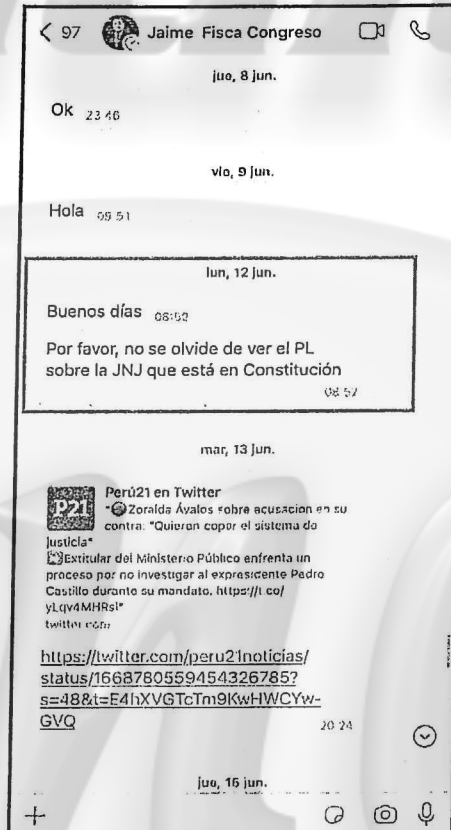 97 Jaime Fisca Congreso
jue, 8 jun.
Ok 23 46
vie, 9 jun.
Hola 09 51
lun, 12 jun.
Buenos días 08:52
Por favor, no se olvide de ver el PL
sobre la JNJ que está en Constitución
08 57
mar, 13 jun.
P21
Perú21 en Twitter
"Zoraida Ávalos sobre acusacion en su
contra: "Quieren copar el sistema de
justicia"
Extitular del Ministerio Público enfrenta un
proceso por no investigar al expresidente Pedro
Castillo durante su mandato. https://t.co/
yLqv4MHRsl"
twitter.com
https://twitter.com/peru21noticias/
status/1668780559454326785?
s=48&t=E4hXVGTcTm9KwHWCYw-
GVQ
20 24
jue, 15 jun.